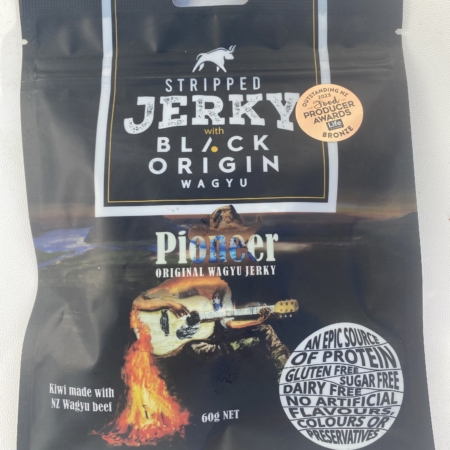 STRIPPED
JERKY
with
BLACK
ORIGIN
WAGYU
OUTSTANDING NZ
2023
Food
PRODUCER
AWARDS
Life
BRONZE
Pioneer
ORIGINAL WAGYU JERKY
AN EPIC SOURCE
OF PROTEIN
GLUTEN FREE
SUGAR FREE
DAIRY FREE
NO ARTIFICIAL
FLAVOURS,
COLOURS OR
PRESERVATIVES
Kiwi made with
NZ Wagyu beef
60g NET